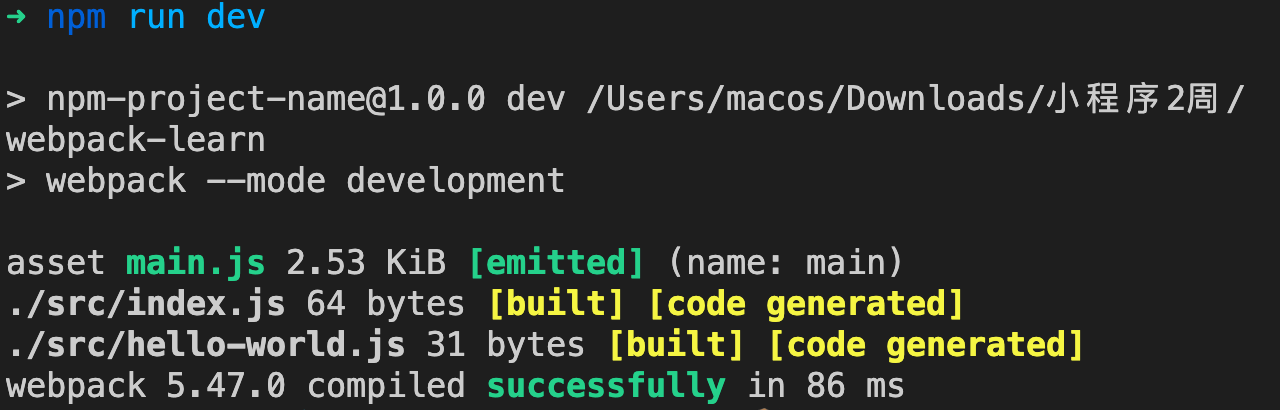 → npm run dev
> npm-project-name@1.0.0 dev /Users/macos/Downloads/小程序2周/
webpack-learn
> webpack --mode development
asset main.js 2.53 KiB [emitted] (name: main)
./src/index.js 64 bytes [built] [code generated]
./src/hello-world.js 31 bytes [built] [code generated]
webpack 5.47.0 compiled successfully in 86 ms